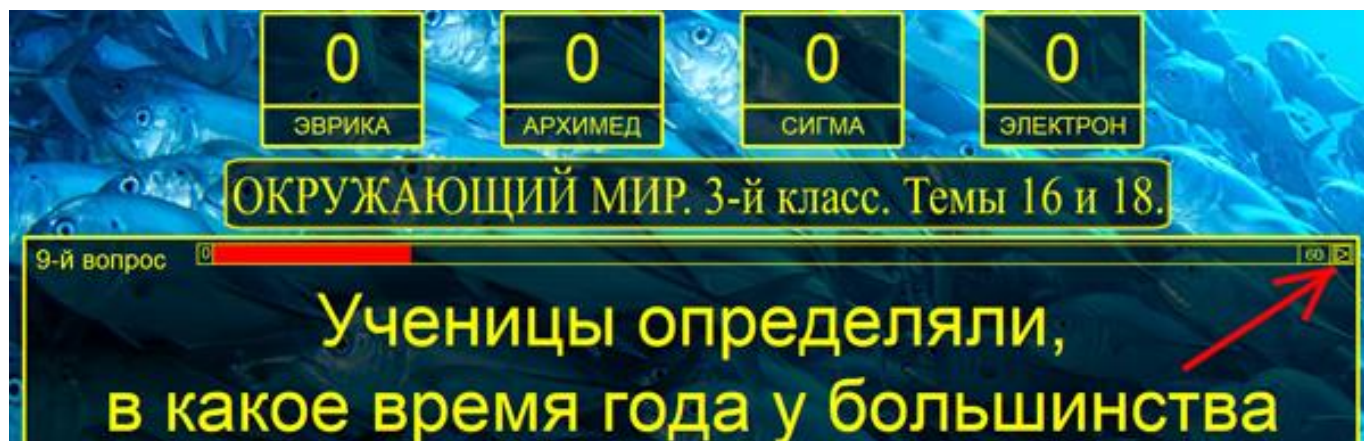 0 0 0 0
ЭВРИКА АРХИМЕД СИГМА ЭЛЕКТРОН
ОКРУЖАЮЩИЙ МИР. 3-й класс. Темы 16 и 18.
9-й вопрос 0 60 >
Ученицы определяли,
в какое время года у большинства